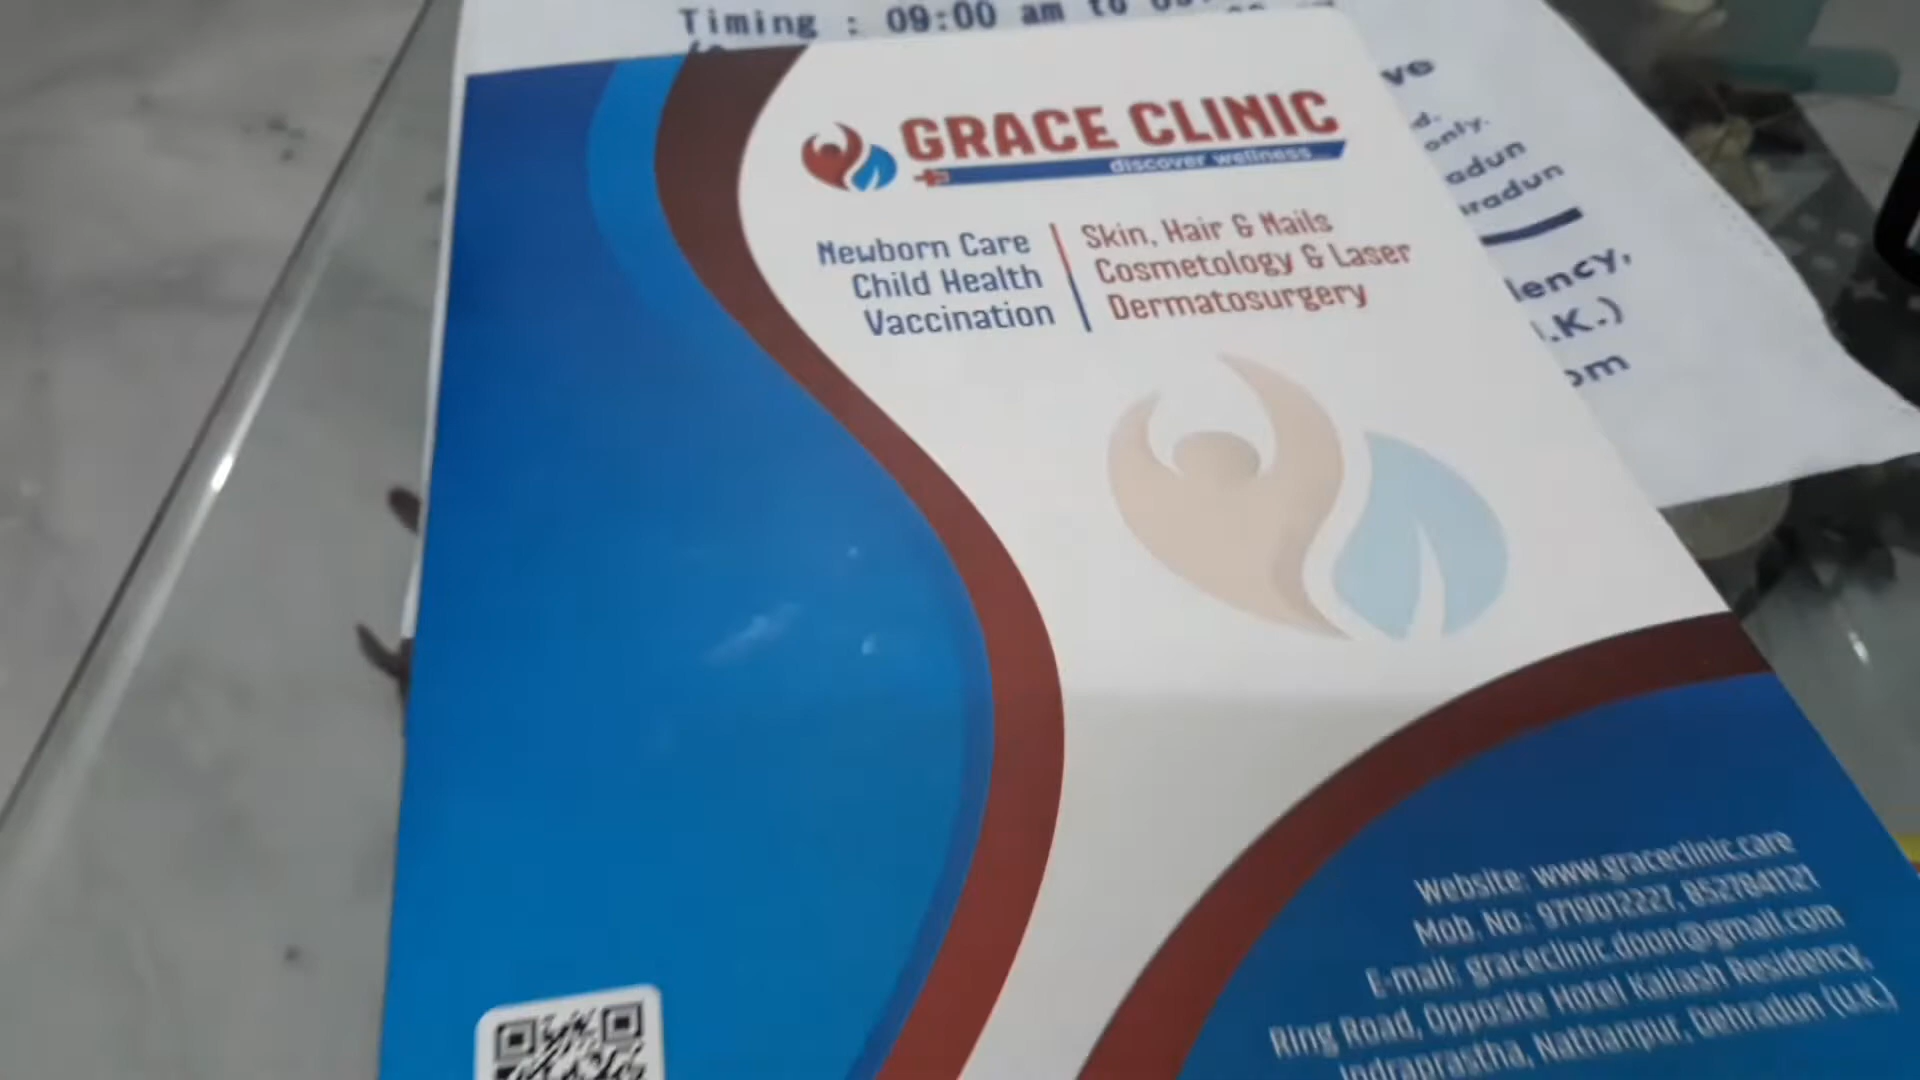 Timing : 09:00 am to
GRACE CLINIC
discover wellness...
Newborn Care
Child Health
Vaccination
Skin, Hair & Nails
Cosmetology & Laser
Dermatosurgery
ve
d.
only.
adun
radun
dency,
.K.)
om
Website: www.graceclinic.care
Mob. No.: 9719012227, 8527841121
E-mail: graceclinic.doon@gmail.com
Ring Road, Opposite Hotel Kailash Residency,
Indraprastha, Nathanpur, Dehradun (U.K.)